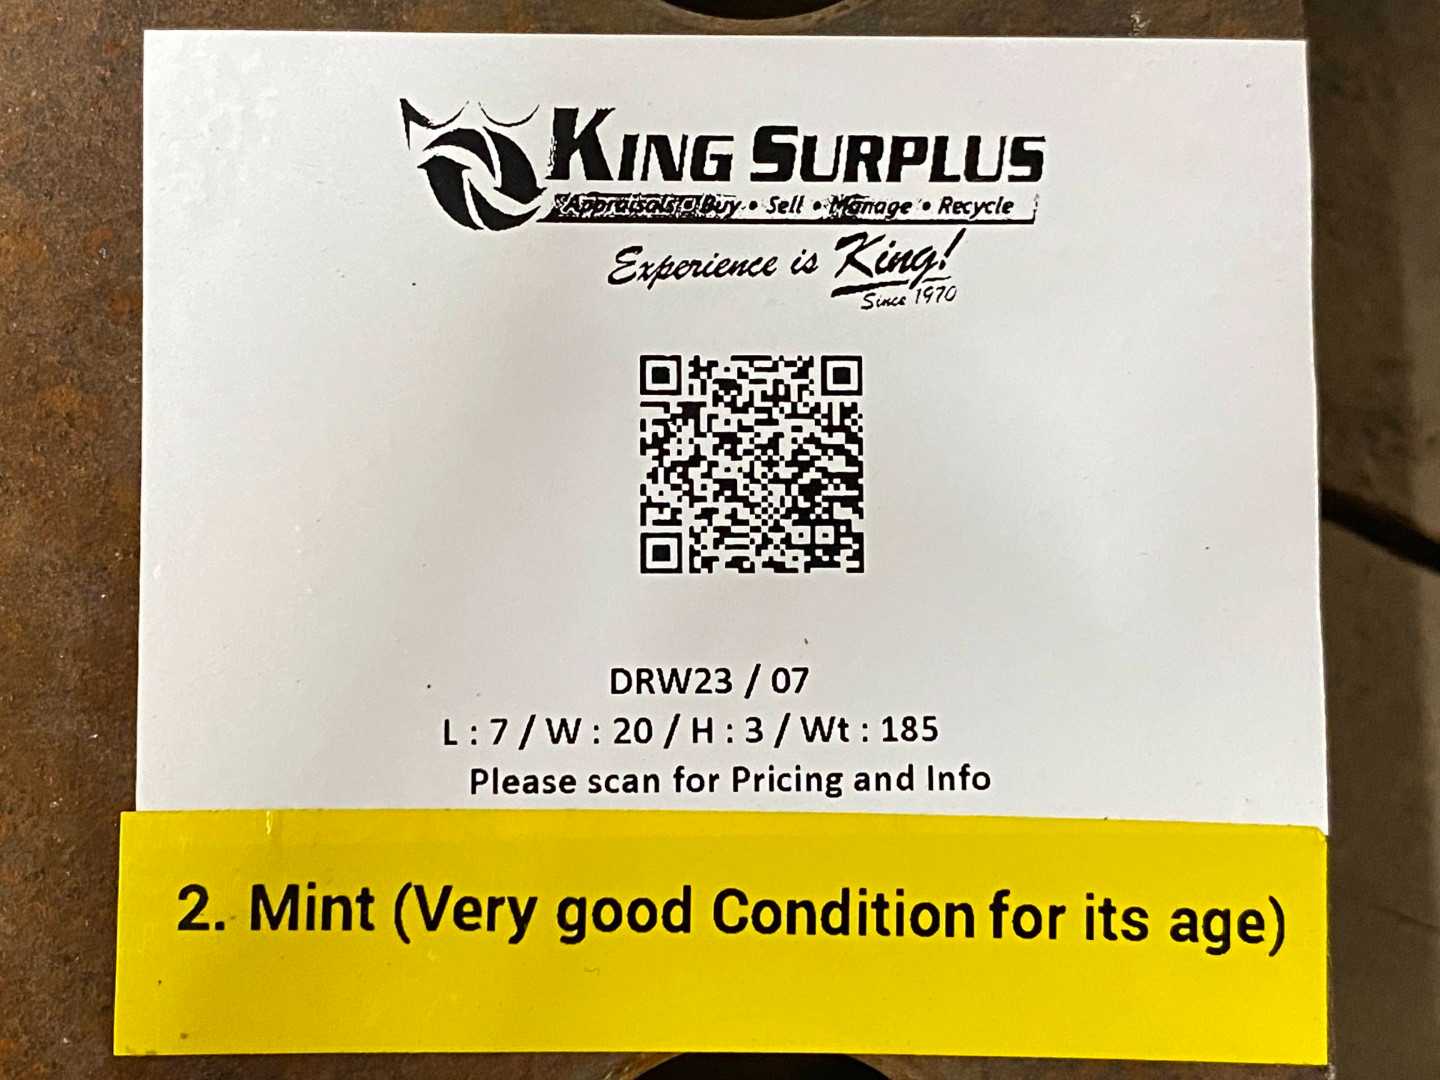 KING SURPLUS
Appraisals • Buy • Sell • Manage • Recycle
Experience is King!
Since 1970
DRW23 / 07
L : 7 / W : 20 / H : 3 / Wt : 185
Please scan for Pricing and Info
2. Mint (Very good Condition for its age)